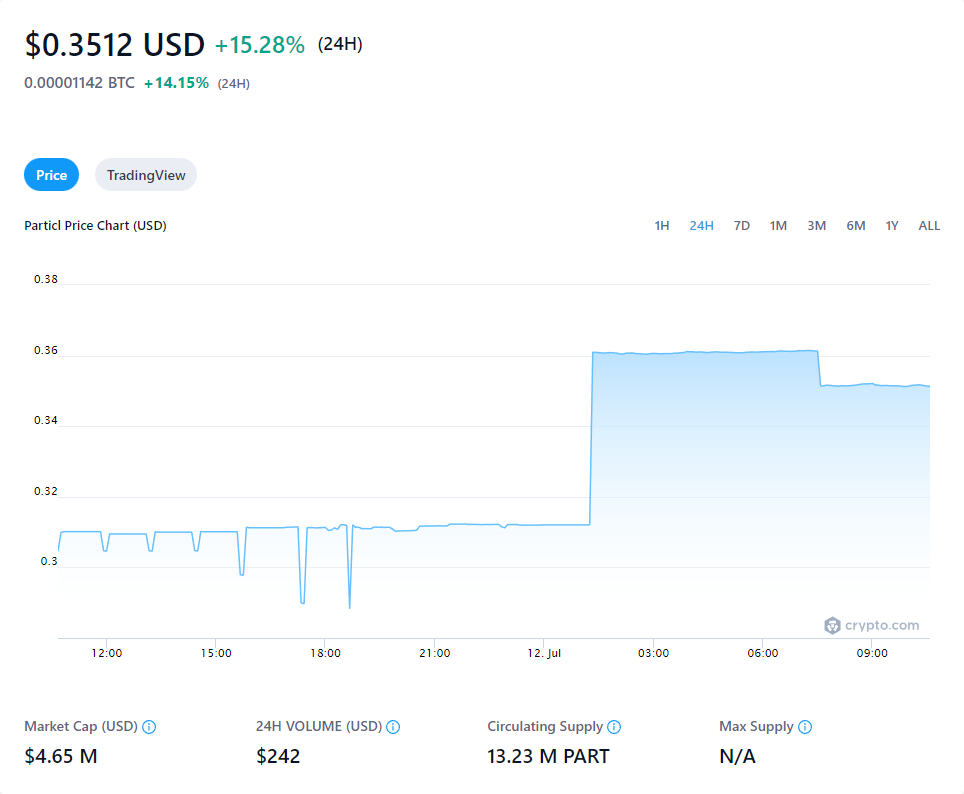 $0.3512 USD +15.28% (24H)
0.00001142 BTC +14.15% (24H)
Price TradingView
Particl Price Chart (USD) 1H 24H 7D 1M 3M 6M 1Y ALL
0.38
0.36
0.34
0.32
0.3
crypto.com
12:00 15:00 18:00 21:00 12. Jul 03:00 06:00 09:00
Market Cap (USD) 24H VOLUME (USD) Circulating Supply Max Supply
$4.65 M $242 13.23 M PART N/A